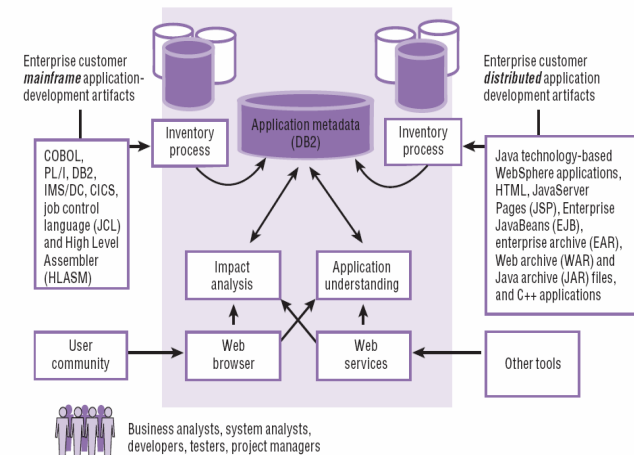 Enterprise customer
mainframe application-
development artifacts
Enterprise customer
distributed application
development artifacts
Application metadata
(DB2)
Inventory
process
Inventory
process
COBOL,
PL/I, DB2,
IMS/DC, CICS,
job control
language (JCL)
and High Level
Assembler
(HLASM)
Java technology-based
WebSphere applications,
HTML, JavaServer
Pages (JSP), Enterprise
JavaBeans (EJB),
enterprise archive (EAR),
Web archive (WAR) and
Java archive (JAR) files,
and C++ applications
Impact
analysis
Application
understanding
User
community
Web
browser
Web
services
Other tools
Business analysts, system analysts,
developers, testers, project managers